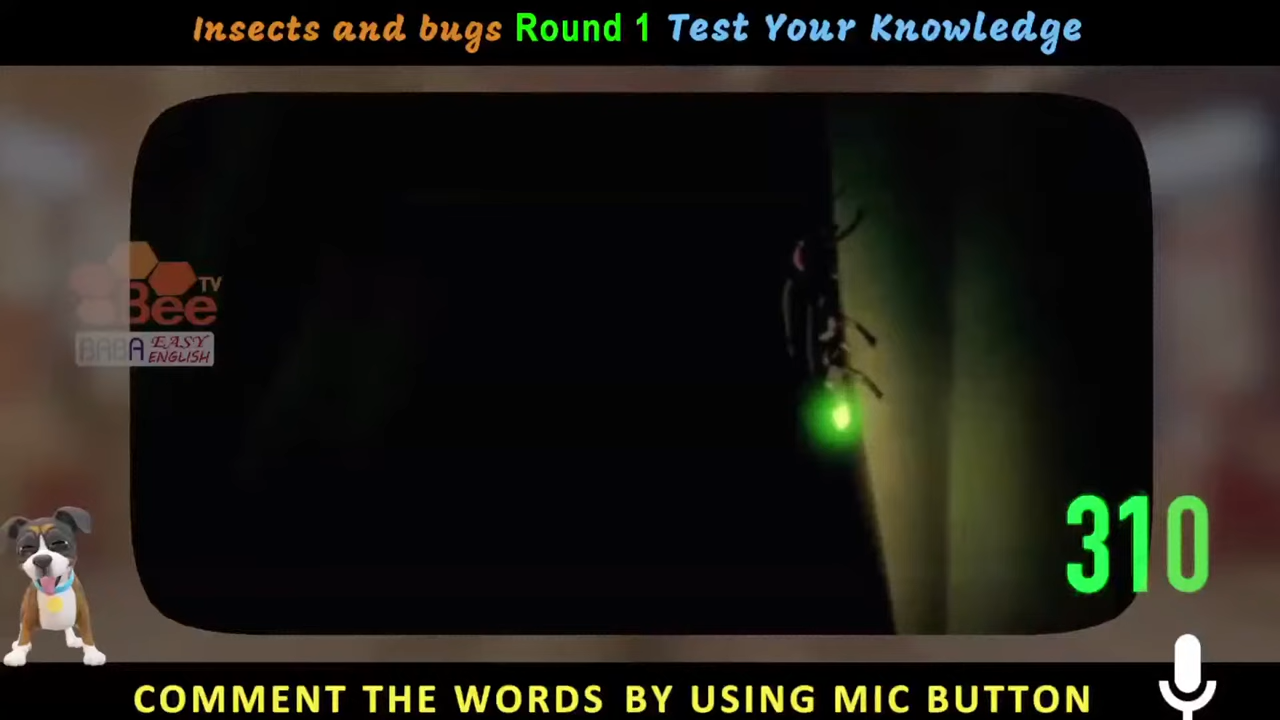 Insects and bugs Round 1 Test Your Knowledge
Bee TV
BABA EASY ENGLISH
310
COMMENT THE WORDS BY USING MIC BUTTON